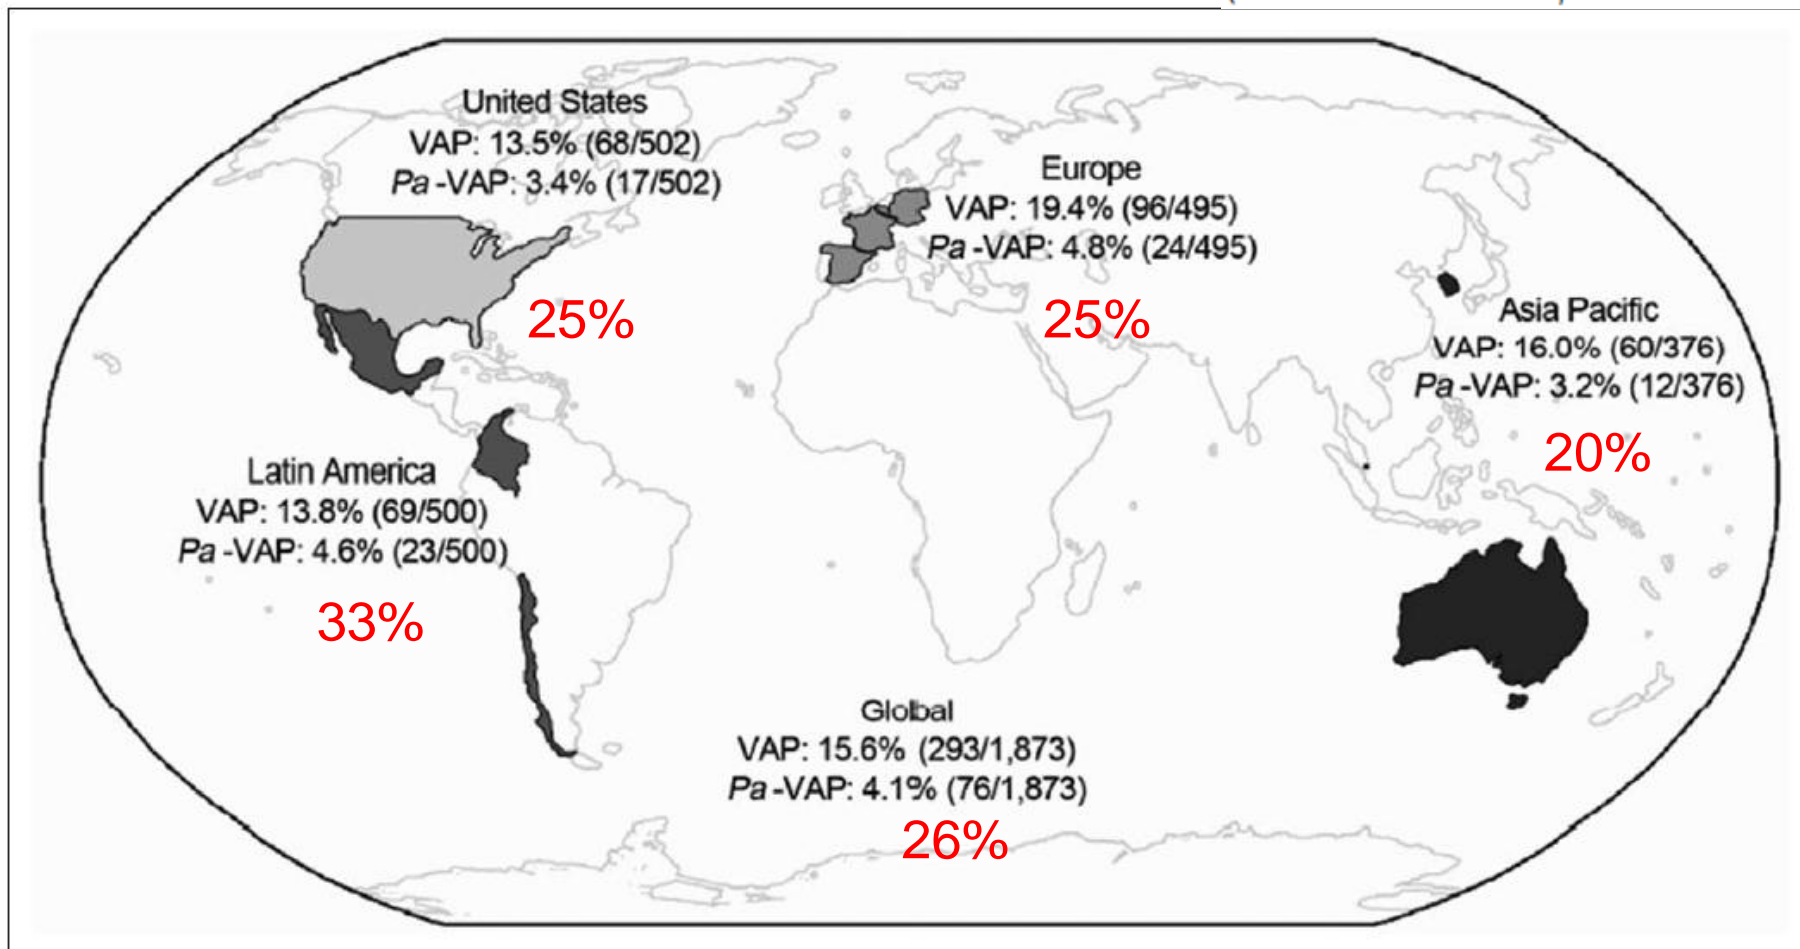 United States
VAP: 13.5% (68/502)
Pa-VAP: 3.4% (17/502)
25%
Europe
VAP: 19.4% (96/495)
Pa-VAP: 4.8% (24/495)
25%
Asia Pacific
VAP: 16.0% (60/376)
Pa-VAP: 3.2% (12/376)
20%
Latin America
VAP: 13.8% (69/500)
Pa-VAP: 4.6% (23/500)
33%
Global
VAP: 15.6% (293/1,873)
Pa-VAP: 4.1% (76/1,873)
26%